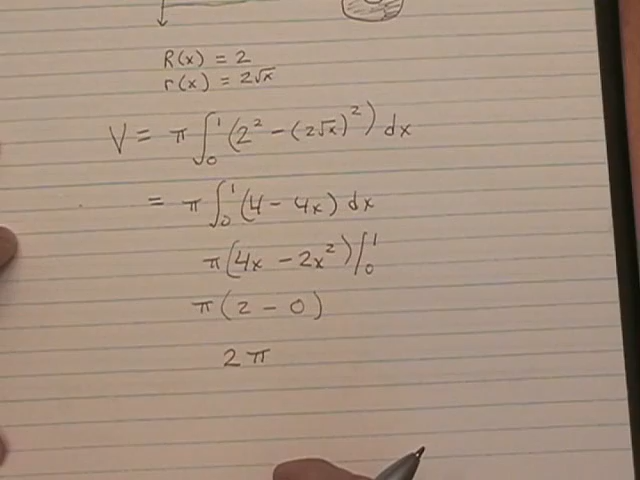 R(x) = 2
r(x) = 2√x
V = π ∫₀¹ (2² - (2√x)²) dx
= π ∫₀¹ (4 - 4x) dx
π (4x - 2x²) |₀¹
π (2 - 0)
2π